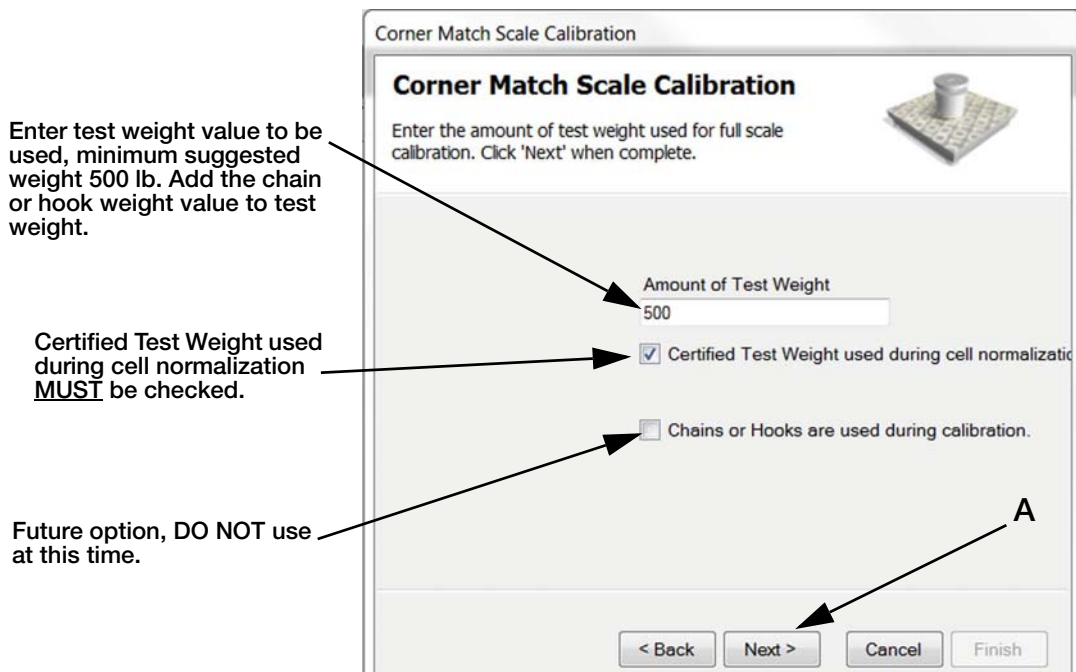 Corner Match Scale Calibration
Corner Match Scale Calibration
Enter the amount of test weight used for full scale
calibration. Click 'Next' when complete.
Enter test weight value to be
used, minimum suggested
weight 500 lb. Add the chain
or hook weight value to test
weight.
Amount of Test Weight
500
Certified Test Weight used
during cell normalization
MUST be checked.
Certified Test Weight used during cell normalizatio
Chains or Hooks are used during calibration.
Future option, DO NOT use
at this time.
A
< Back
Next >
Cancel
Finish